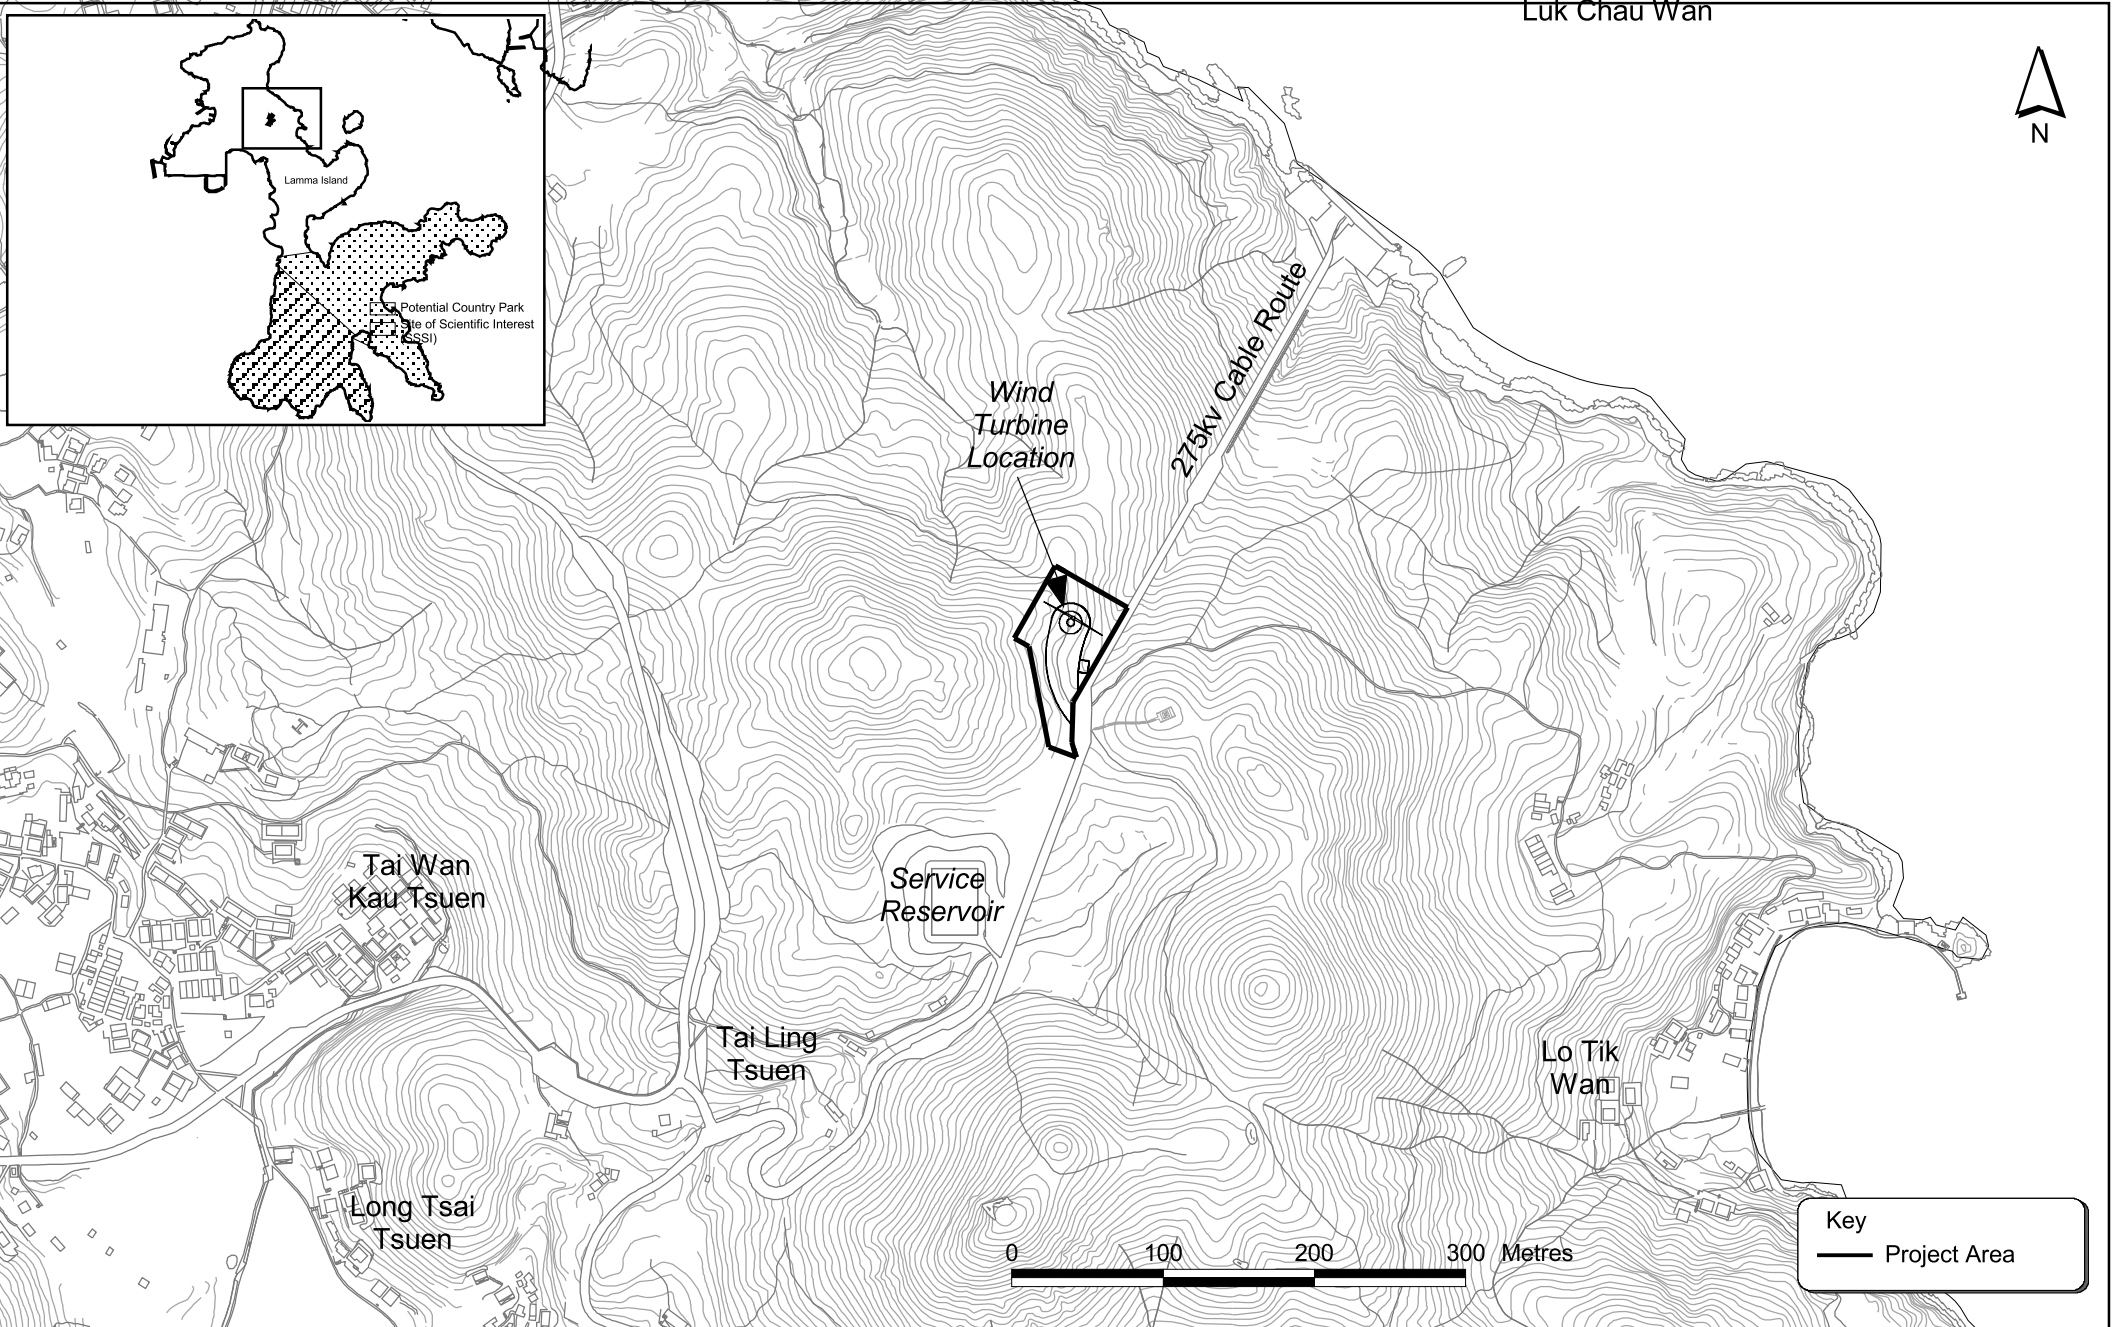 Luk Chau Wan
N
Lamma Island
Potential Country Park
Site of Scientific Interest
(SSSI)
275kv Cable Route
Wind
Turbine
Location
Service
Reservoir
Tai Wan
Kau Tsuen
Tai Ling
Tsuen
Lo Tik
Wan
Long Tsai
Tsuen
0 100 200 300 Metres
Key
Project Area